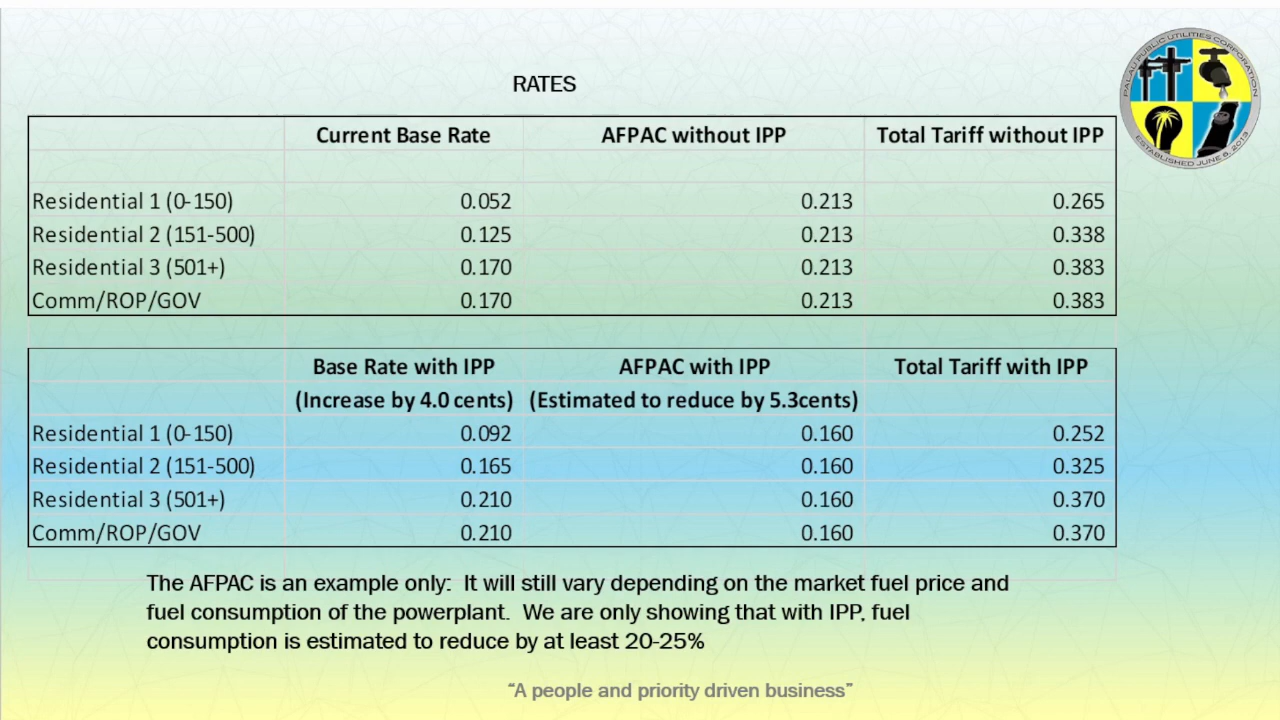 RATES
PALAU PUBLIC UTILITIES CORPORATION
ESTABLISHED JUNE 6, 2013
Current Base Rate AFPAC without IPP Total Tariff without IPP
Residential 1 (0-150) 0.052 0.213 0.265
Residential 2 (151-500) 0.125 0.213 0.338
Residential 3 (501+) 0.170 0.213 0.383
Comm/ROP/GOV 0.170 0.213 0.383
Base Rate with IPP AFPAC with IPP Total Tariff with IPP
(Increase by 4.0 cents) (Estimated to reduce by 5.3cents)
Residential 1 (0-150) 0.092 0.160 0.252
Residential 2 (151-500) 0.165 0.160 0.325
Residential 3 (501+) 0.210 0.160 0.370
Comm/ROP/GOV 0.210 0.160 0.370
The AFPAC is an example only: It will still vary depending on the market fuel price and
fuel consumption of the powerplant. We are only showing that with IPP, fuel
consumption is estimated to reduce by at least 20-25%
“A people and priority driven business”